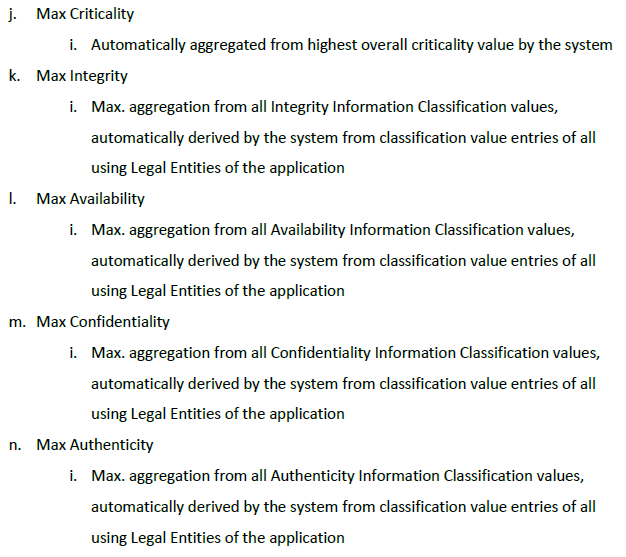 j. Max Criticality
i. Automatically aggregated from highest overall criticality value by the system
k. Max Integrity
i. Max. aggregation from all Integrity Information Classification values,
automatically derived by the system from classification value entries of all
using Legal Entities of the application
l. Max Availability
i. Max. aggregation from all Availability Information Classification values,
automatically derived by the system from classification value entries of all
using Legal Entities of the application
m. Max Confidentiality
i. Max. aggregation from all Confidentiality Information Classification values,
automatically derived by the system from classification value entries of all
using Legal Entities of the application
n. Max Authenticity
i. Max. aggregation from all Authenticity Information Classification values,
automatically derived by the system from classification value entries of all
using Legal Entities of the application